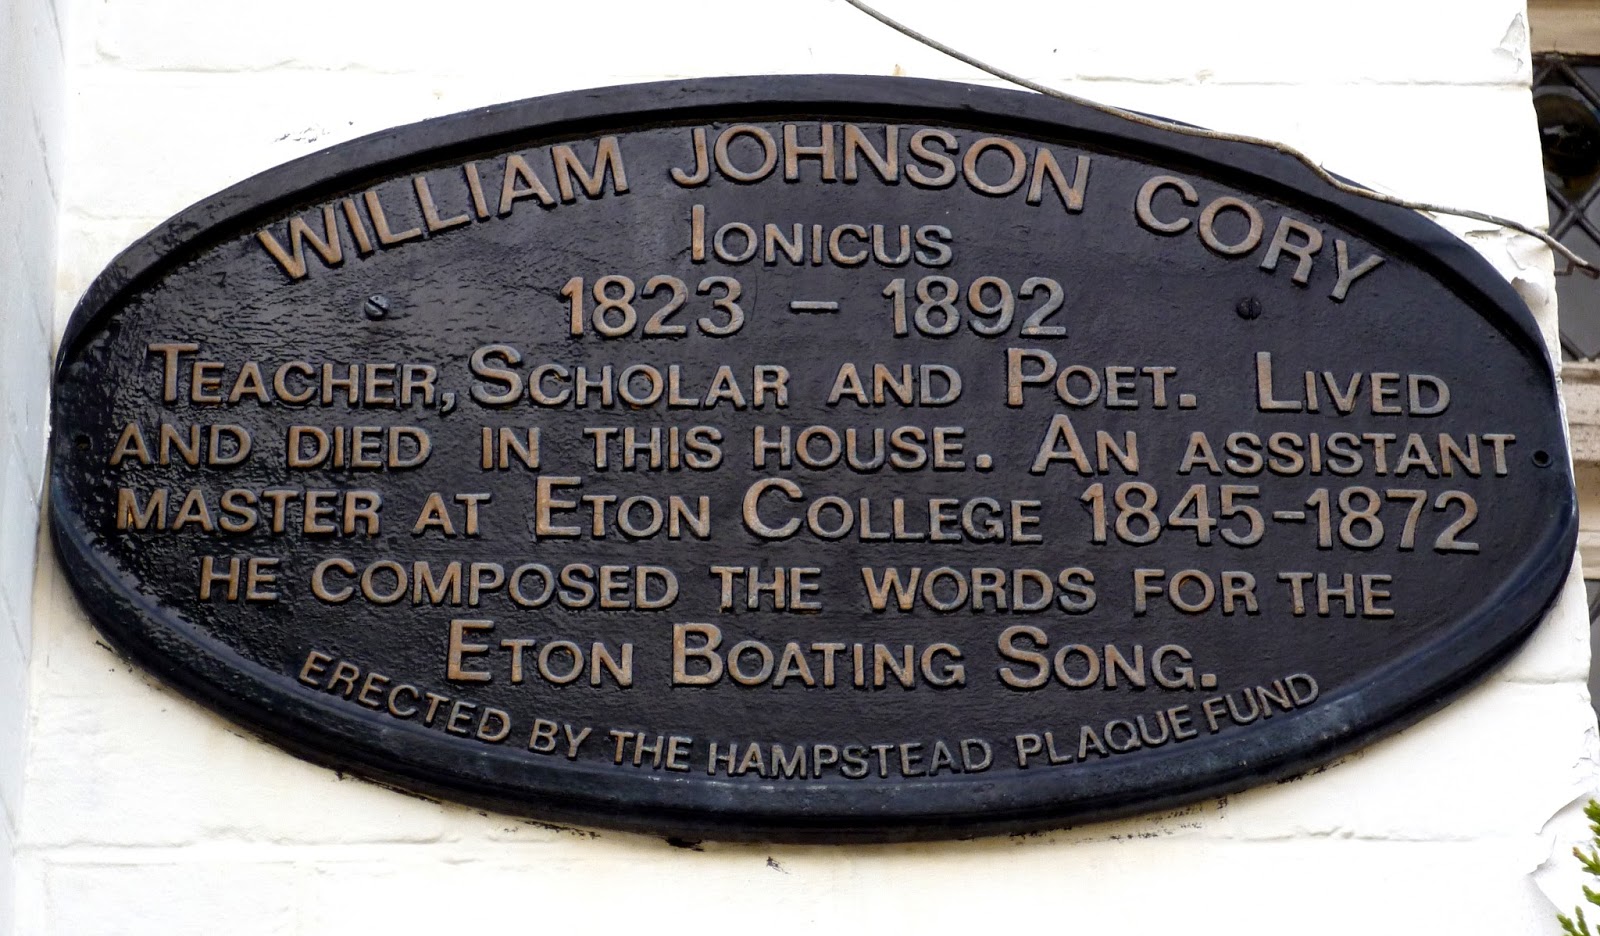 WILLIAM JOHNSON CORY
IONICUS
1823 – 1892
TEACHER, SCHOLAR AND POET. LIVED
AND DIED IN THIS HOUSE. AN ASSISTANT
MASTER AT ETON COLLEGE 1845-1872
HE COMPOSED THE WORDS FOR THE
ETON BOATING SONG.
ERECTED BY THE HAMPSTEAD PLAQUE FUND